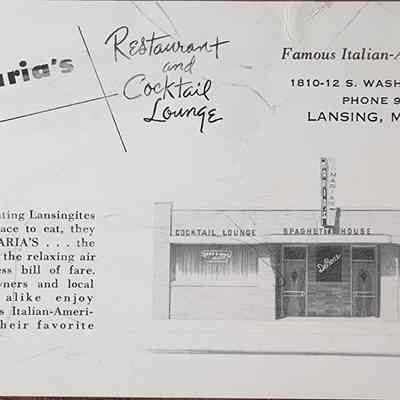 aria's
Restaurant
and
Cocktail
Lounge
Famous Italian-A
1810-12 S. WASH
PHONE 9
LANSING, M
ting Lansingites
ace to eat, they
ARIA'S . . . the
the relaxing air
ess bill of fare.
wners and local
alike enjoy
s Italian-Ameri-
heir favorite
COCKTAIL LOUNGE
SPAGHETTI HOUSE